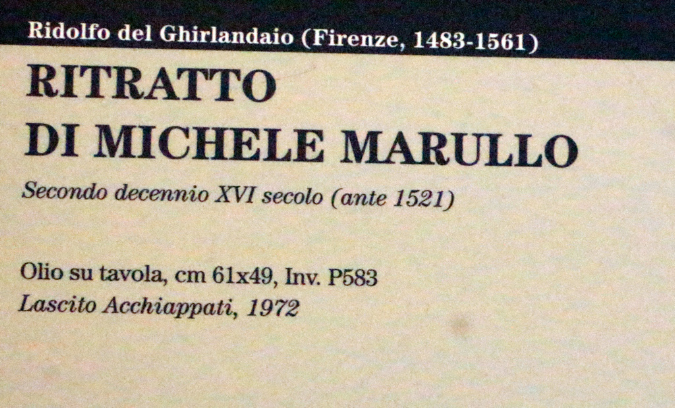 Ridolfo del Ghirlandaio (Firenze, 1483-1561)
RITRATTO
DI MICHELE MARULLO
Secondo decennio XVI secolo (ante 1521)
Olio su tavola, cm 61x49, Inv. P583
Lascito Acchiappati, 1972